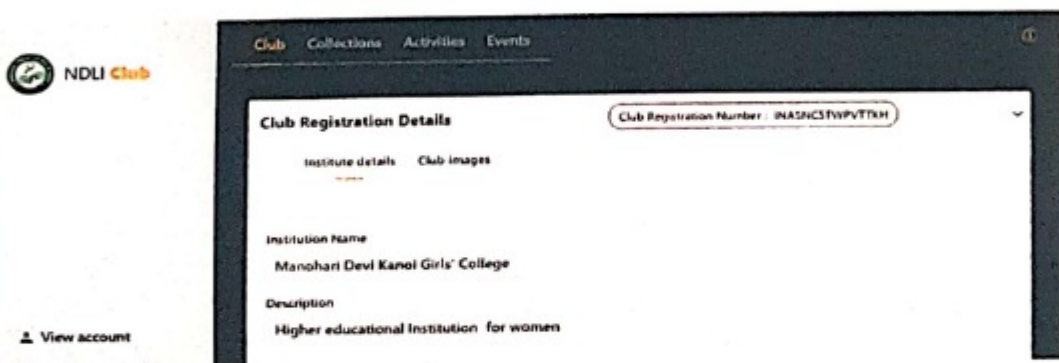 NDLI Club
Club Collections Activities Events
Club Registration Details
Club Registration Number :
Institute details Club images
Institution Name
Manohari Devi Kanoi Girls' College
Description
Higher educational Institution for women
View account